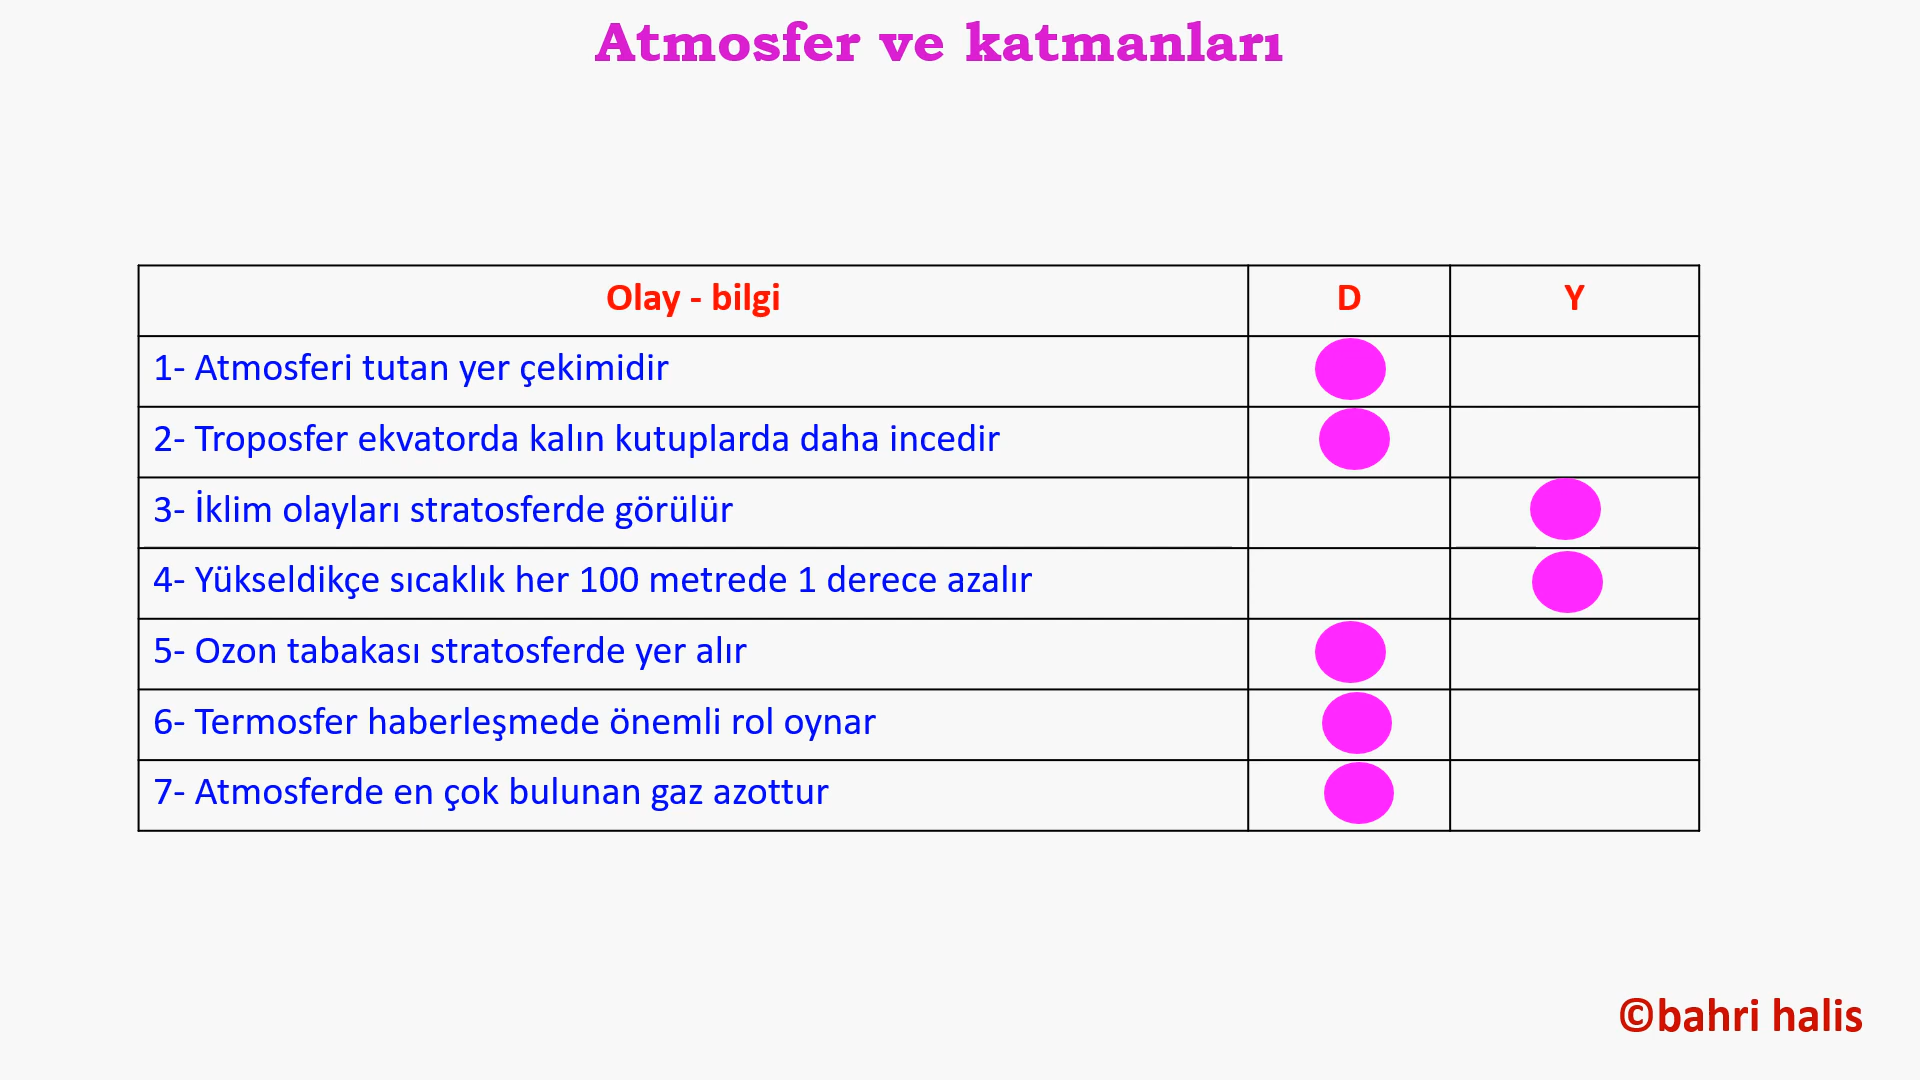 Atmosfer ve katmanları
Olay - bilgi D Y
1- Atmosferi tutan yer çekimidir
2- Troposfer ekvatorda kalın kutuplarda daha incedir
3- İklim olayları stratosferde görülür
4- Yükseldikçe sıcaklık her 100 metrede 1 derece azalır
5- Ozon tabakası stratosferde yer alır
6- Termosfer haberleşmede önemli rol oynar
7- Atmosferde en çok bulunan gaz azottur
©bahri halis